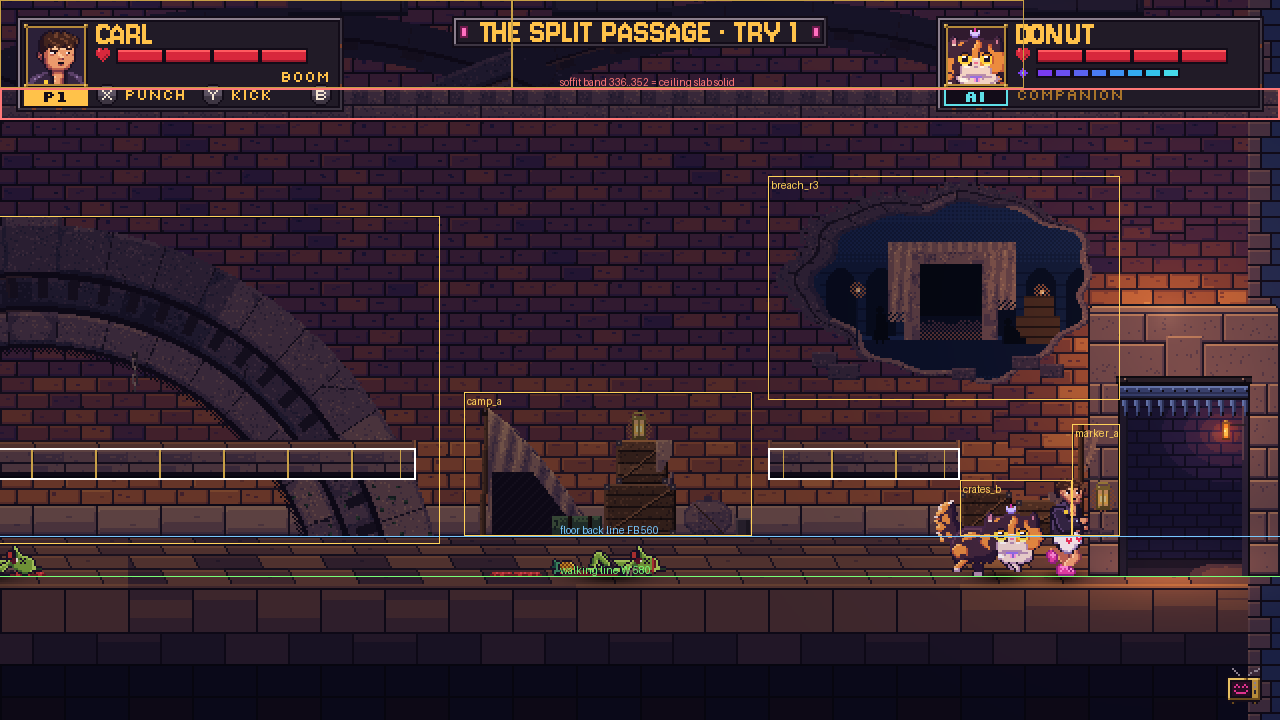 CARL
BOOM
P1 X PUNCH Y KICK B
THE SPLIT PASSAGE · TRY 1
DONUT
AI COMPANION
soffit band 336..352 = ceiling slab solid
breach_r3
camp_a
marker_a
crates_b
floor back line FB560
walking line W580